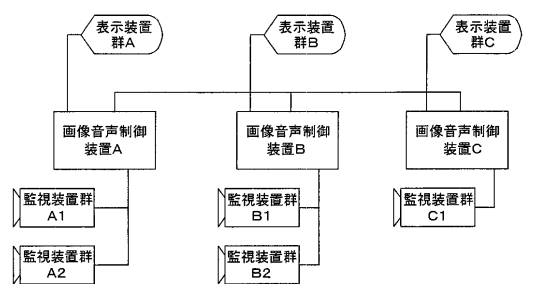 表示装置
群A
表示装置
群B
表示装置
群C
画像音声制御
装置A
画像音声制御
装置B
画像音声制御
装置C
監視装置群
A1
監視装置群
B1
監視装置群
C1
監視装置群
A2
監視装置群
B2